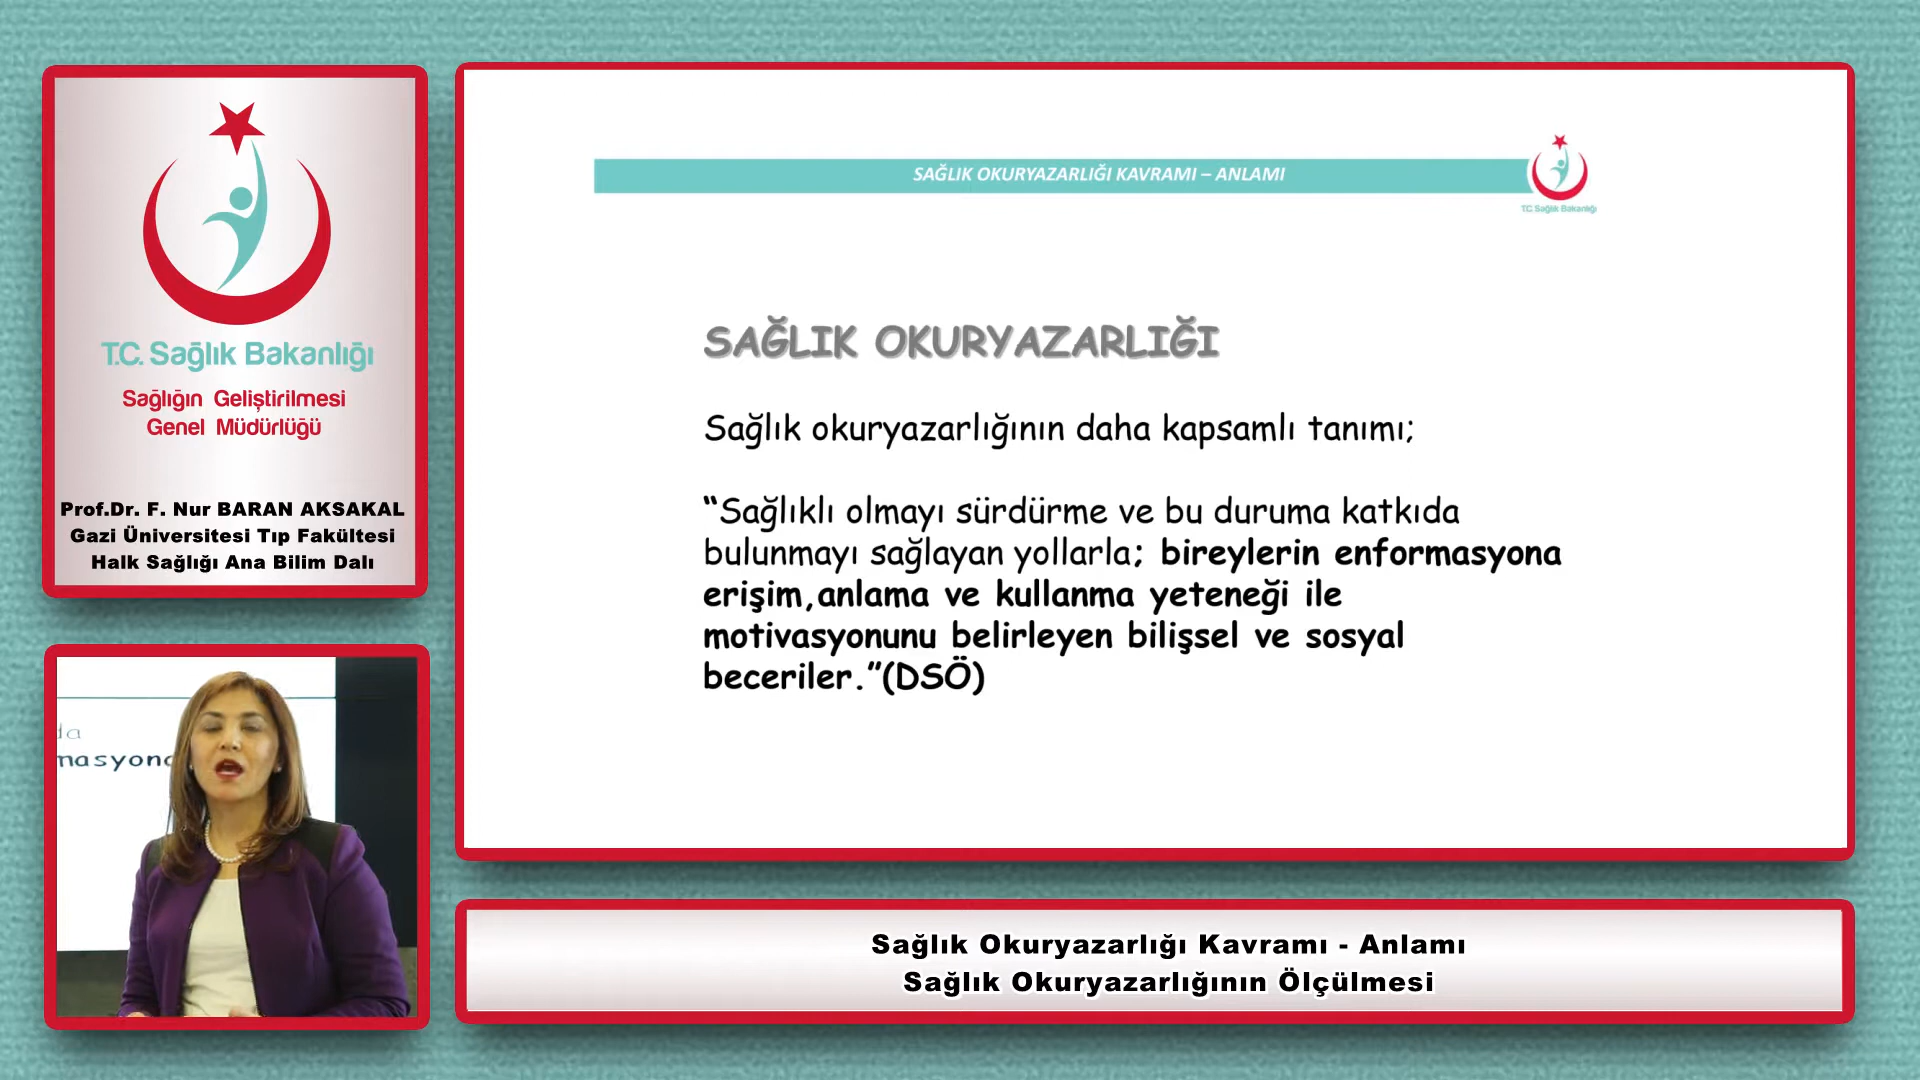 T.C. Sağlık Bakanlığı
Sağlığın Geliştirilmesi
Genel Müdürlüğü
Prof.Dr. F. Nur BARAN AKSAKAL
Gazi Üniversitesi Tıp Fakültesi
Halk Sağlığı Ana Bilim Dalı
SAĞLIK OKURYAZARLIĞI KAVRAMI – ANLAMI
T.C. Sağlık Bakanlığı
SAĞLIK OKURYAZARLIĞI
Sağlık okuryazarlığının daha kapsamlı tanımı;
“Sağlıklı olmayı sürdürme ve bu duruma katkıda
bulunmayı sağlayan yollarla; bireylerin enformasyona
erişim,anlama ve kullanma yeteneği ile
motivasyonunu belirleyen bilişsel ve sosyal
beceriler.”(DSÖ)
da
masyona
Sağlık Okuryazarlığı Kavramı - Anlamı
Sağlık Okuryazarlığının Ölçülmesi